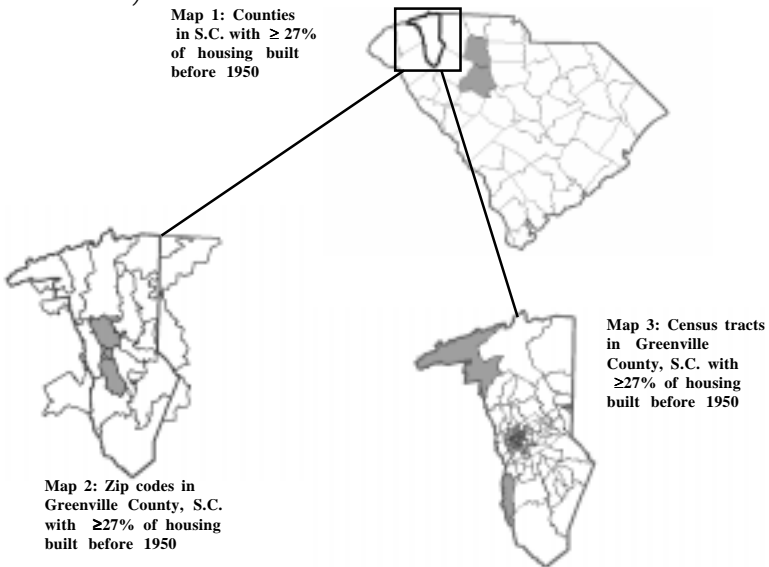 Map 1: Counties
in S.C. with ≥ 27%
of housing built
before 1950
Map 3: Census tracts
in Greenville
County, S.C. with
≥27% of housing
built before 1950
Map 2: Zip codes in
Greenville County, S.C.
with ≥27% of housing
built before 1950